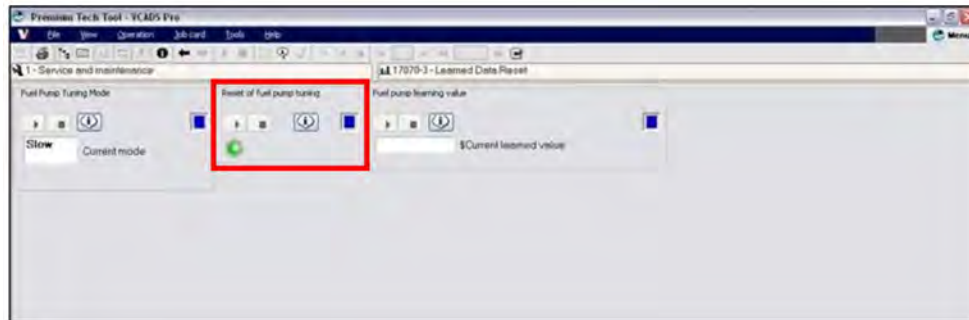 Premium Tech Tool - VCADS Pro
V File View Operation Job card Tools Help
Menu
1 - Service and maintenance
17070-3 - Learned Data Reset
Fuel Pump Tuning Mode
Reset of fuel pump tuning
Fuel pump learning value
Slow
Current mode
$Current learned value